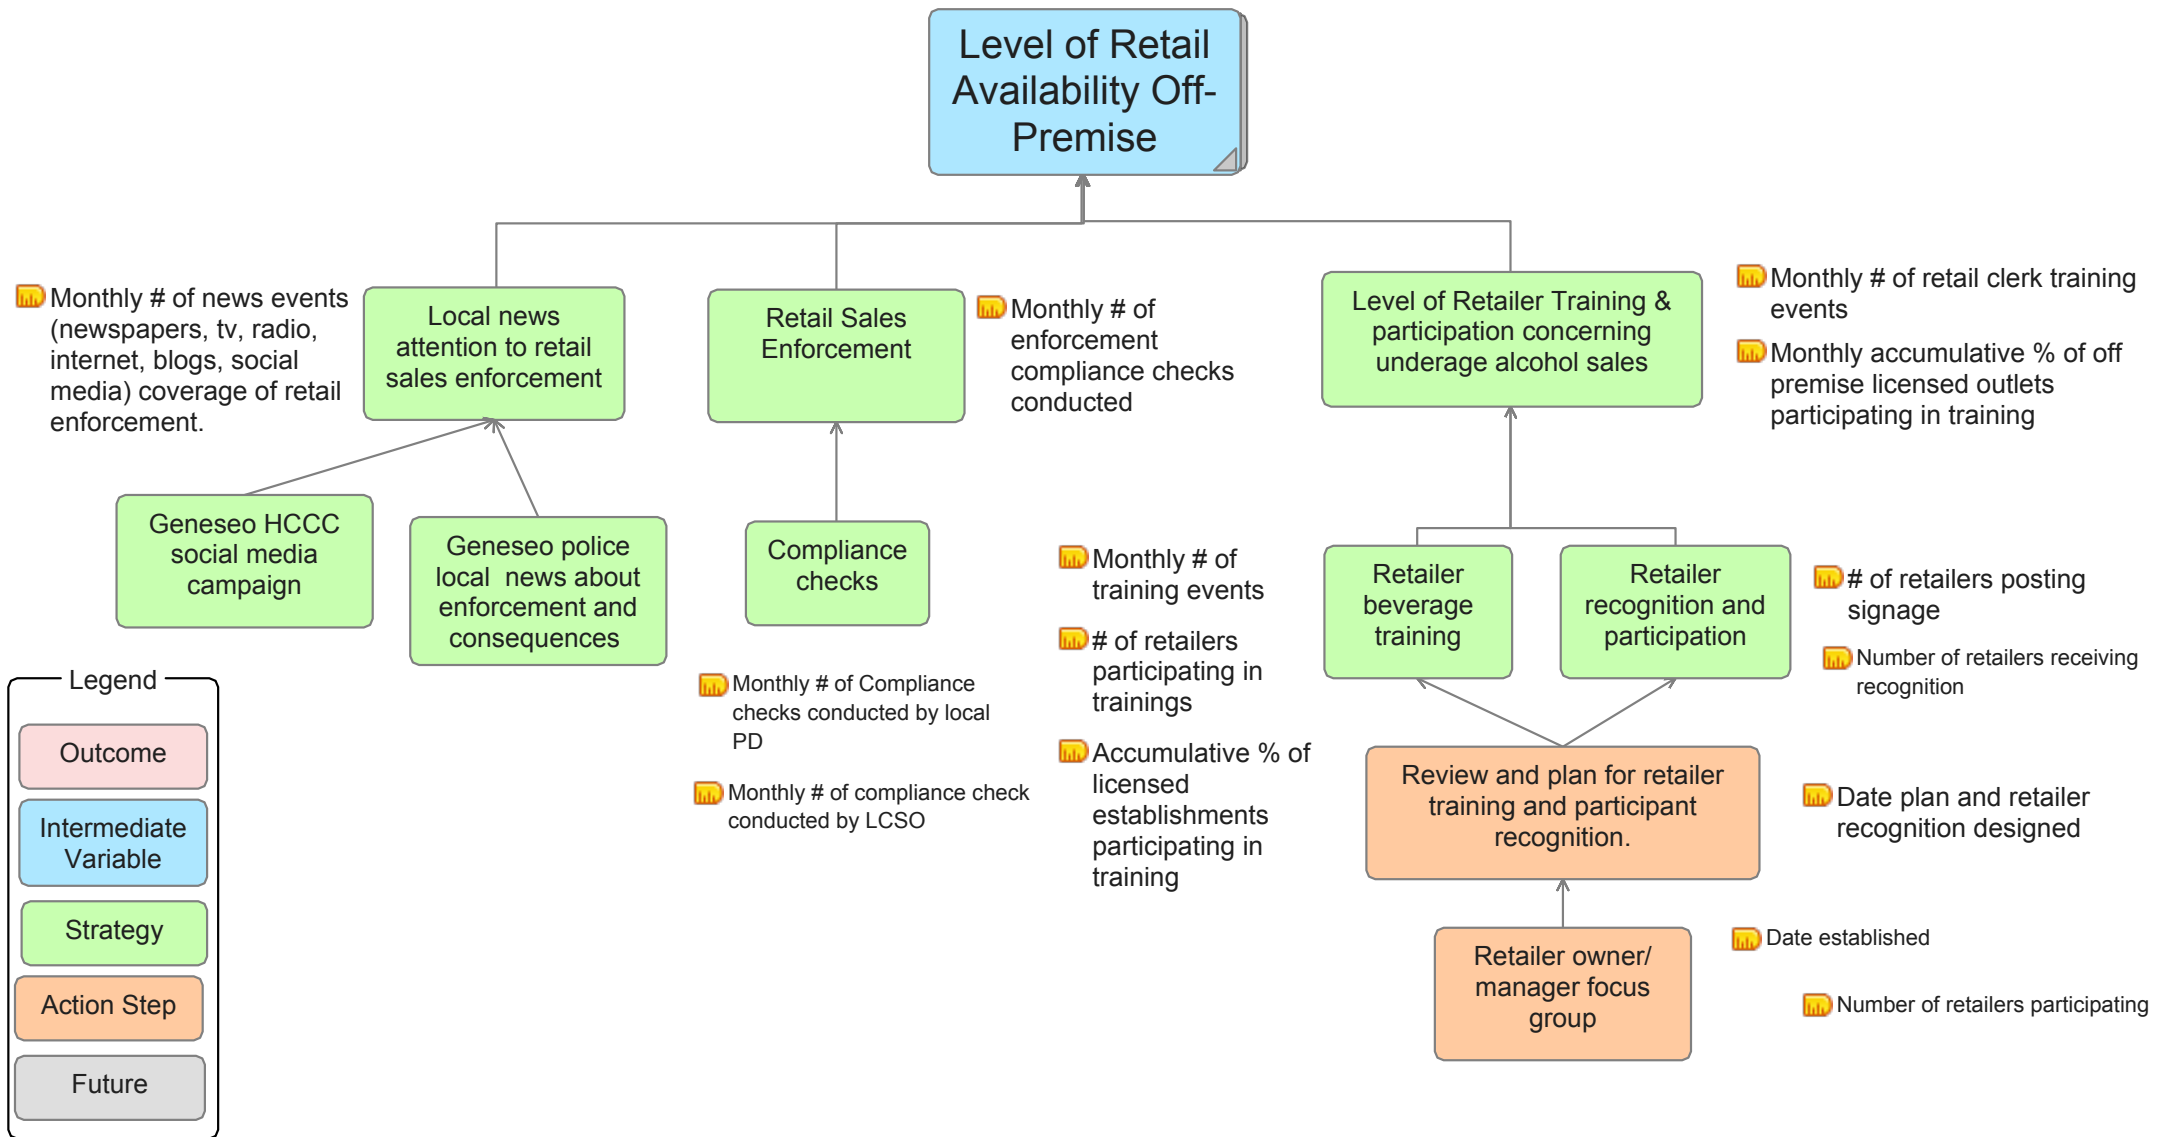 Level of Retail
Availability Off-
Premise
Monthly # of news events
(newspapers, tv, radio,
internet, blogs, social
media) coverage of retail
enforcement.
Local news
attention to retail
sales enforcement
Retail Sales
Enforcement
Monthly # of
enforcement
compliance checks
conducted
Level of Retailer Training &
participation concerning
underage alcohol sales
Monthly # of retail clerk training
events
Monthly accumulative % of off
premise licensed outlets
participating in training
Geneseo HCCC
social media
campaign
Geneseo police
local  news about
enforcement and
consequences
Compliance
checks
Monthly # of Compliance
checks conducted by local
PD
Monthly # of compliance check
conducted by LCSO
Monthly # of
training events
# of retailers
participating in
trainings
Accumulative % of
licensed
establishments
participating in
training
Retailer
beverage
training
Retailer
recognition and
participation
# of retailers posting
signage
Number of retailers receiving
recognition
Review and plan for retailer
training and participant
recognition.
Date plan and retailer
recognition designed
Retailer owner/
manager focus
group
Date established
Number of retailers participating
Legend
Outcome
Intermediate
Variable
Strategy
Action Step
Future